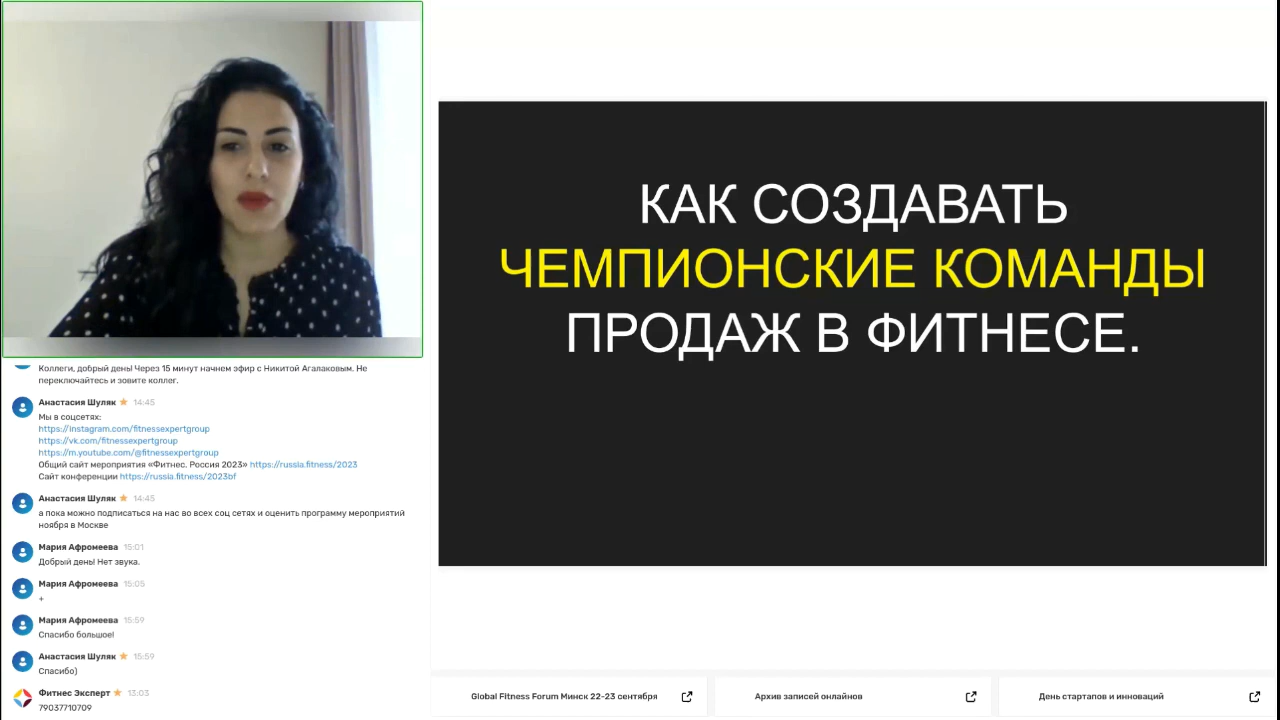 КАК СОЗДАВАТЬ
ЧЕМПИОНСКИЕ КОМАНДЫ
ПРОДАЖ В ФИТНЕСЕ.
Коллеги, добрый день! Через 15 минут начнем эфир с Никитой Агалаковым. Не
переключайтесь и зовите коллег.
Анастасия Шуляк 14:45
Мы в соцсетях:
https://instagram.com/fitnessexpertgroup
https://vk.com/fitnessexpertgroup
https://m.youtube.com/@fitnessexpertgroup
Общий сайт мероприятия «Фитнес. Россия 2023» https://russia.fitness/2023
Сайт конференции https://russia.fitness/2023bf
Анастасия Шуляк 14:45
а пока можно подписаться на нас во всех соц сетях и оценить программу мероприятий
ноября в Москве
Мария Афромеева 15:01
Добрый день! Нет звука.
Мария Афромеева 15:05
+
Мария Афромеева 15:59
Спасибо большое!
Анастасия Шуляк 15:59
Спасибо)
Фитнес Эксперт 13:03
79037710709
Global Fitness Forum Минск 22-23 сентября
Архив записей онлайнов
День стартапов и инноваций